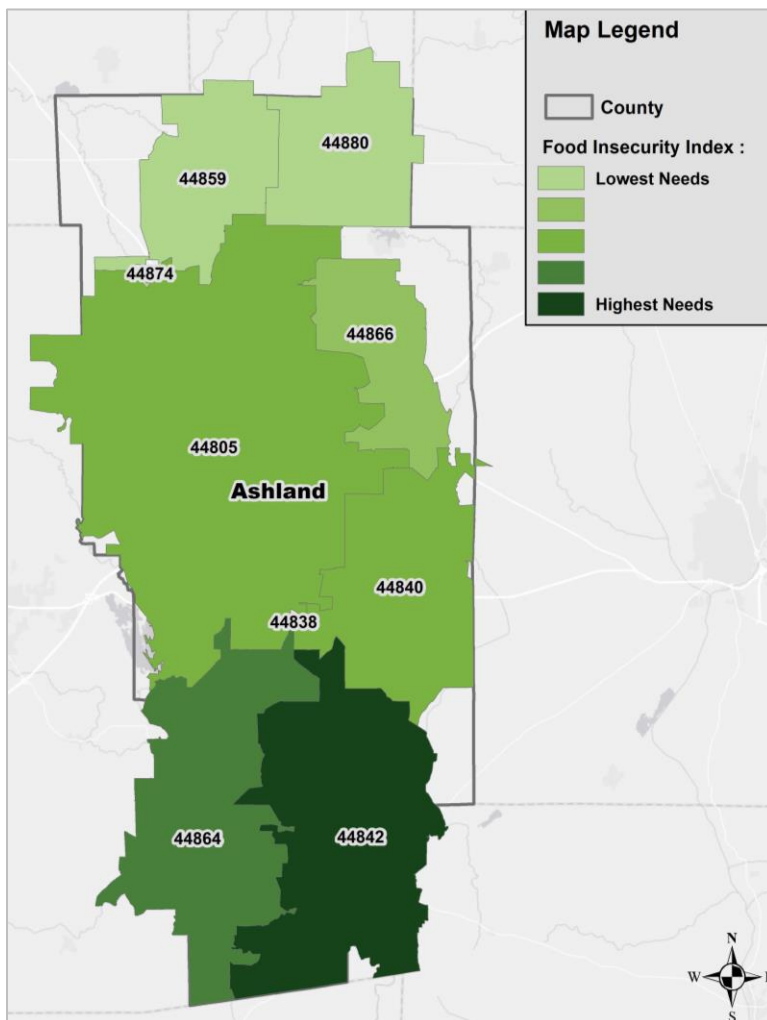 Map Legend
County
Food Insecurity Index :
Lowest Needs
Highest Needs
44880
44859
44874
44866
44805
Ashland
44840
44838
44864
44842
N
W
S